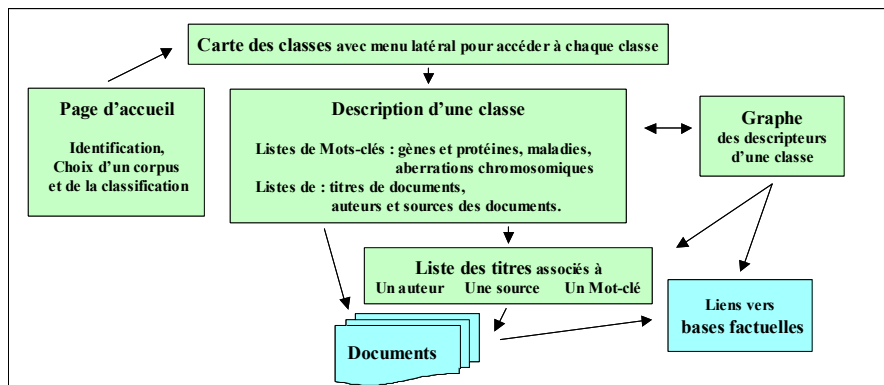 Carte des classes avec menu latéral pour accéder à chaque classe
Page d'accueil
Identification,
Choix d'un corpus
et de la classification
Description d'une classe
Listes de Mots-clés : gènes et protéines, maladies,
aberrations chromosomiques
Listes de : titres de documents,
auteurs et sources des documents.
Graphe
des descripteurs
d'une classe
Liste des titres associés à
Un auteur Une source Un Mot-clé
Liens vers
bases factuelles
Documents